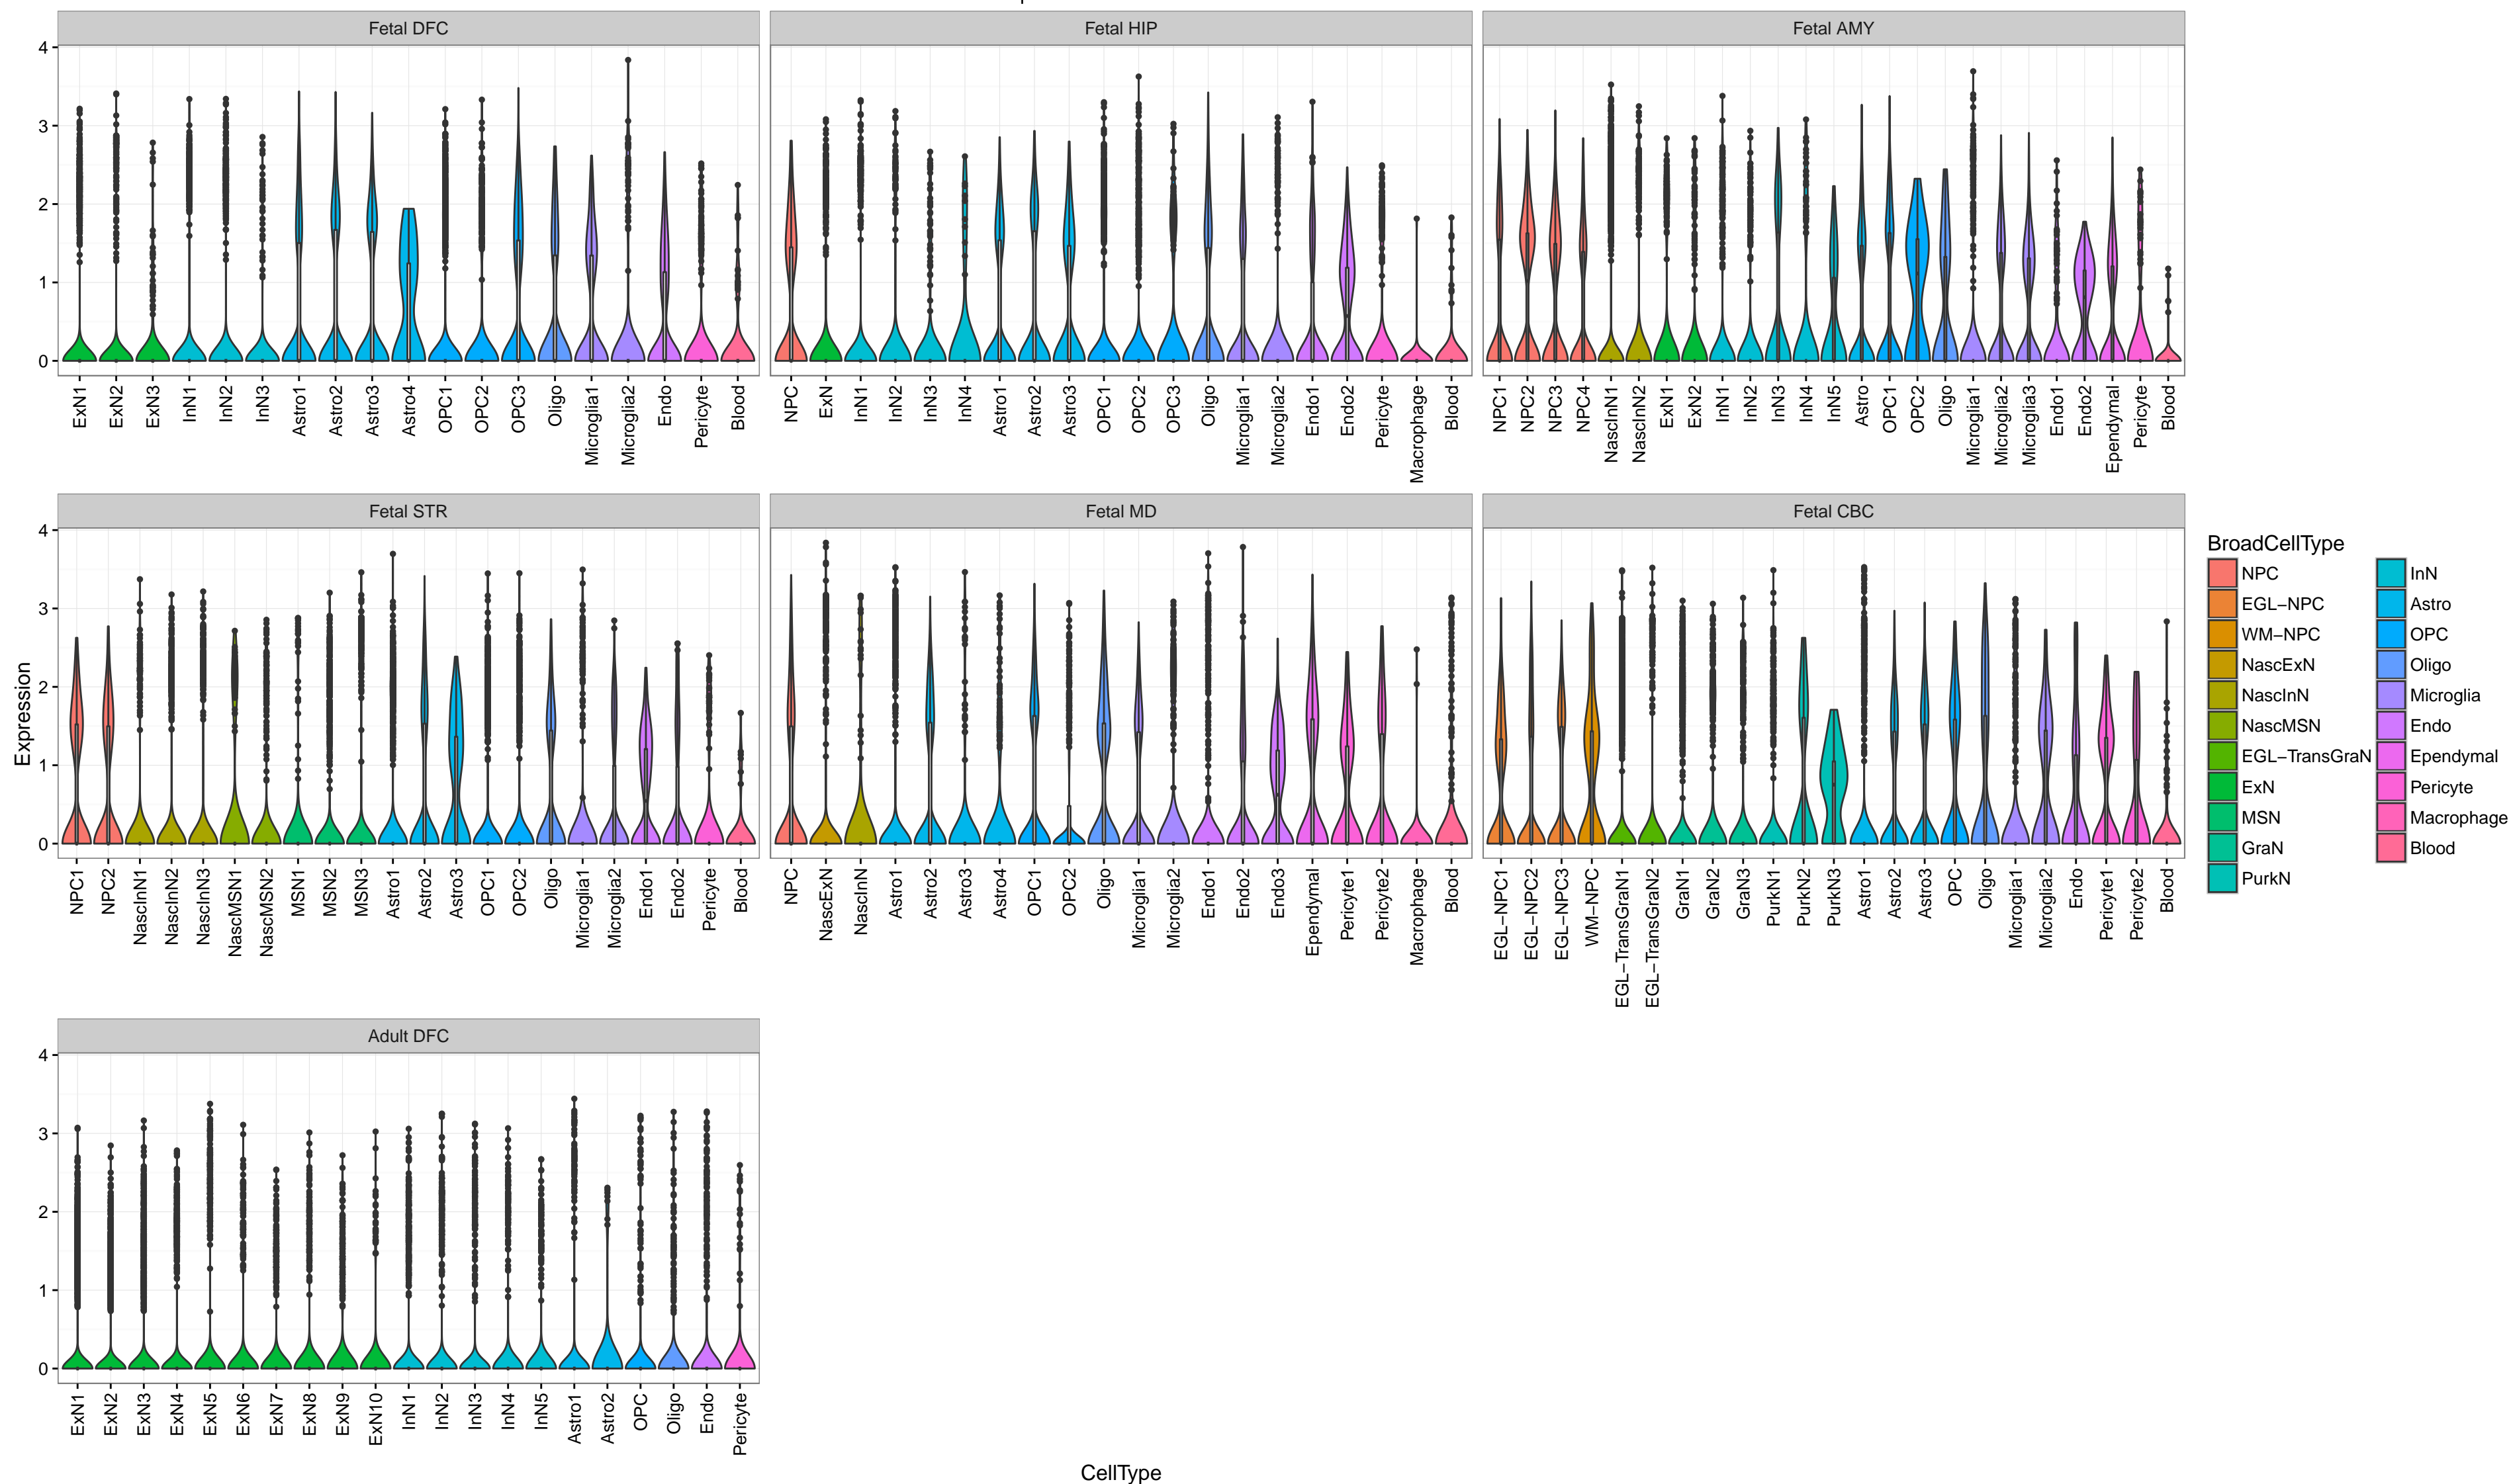 Fetal DFC Fetal HIP Fetal AMY
4
3
2
1
0
ExN1 ExN2 ExN3 InN1 InN2 InN3 Astro1 Astro2 Astro3 Astro4 OPC1 OPC2 OPC3 Oligo Microglia1 Microglia2 Endo Pericyte Blood
NPC ExN InN1 InN2 InN3 InN4 Astro1 Astro2 Astro3 OPC1 OPC2 OPC3 Oligo Microglia1 Microglia2 Endo1 Endo2 Pericyte Macrophage Blood
NPC1 NPC2 NPC3 NPC4 NascInN1 NascInN2 ExN1 ExN2 InN1 InN2 InN3 InN4 InN5 Astro OPC1 OPC2 Oligo Microglia1 Microglia2 Microglia3 Endo1 Endo2 Ependymal Pericyte Blood
Fetal STR Fetal MD Fetal CBC
Expression
4
3
2
1
0
NPC1 NPC2 NascInN1 NascInN2 NascInN3 NascMSN1 NascMSN2 MSN1 MSN2 MSN3 Astro1 Astro2 Astro3 OPC1 OPC2 Oligo Microglia1 Microglia2 Endo1 Endo2 Pericyte Blood
NPC NascExN NascInN Astro1 Astro2 Astro3 Astro4 OPC1 OPC2 Oligo Microglia1 Microglia2 Endo1 Endo2 Endo3 Ependymal Pericyte1 Pericyte2 Macrophage Blood
EGL−NPC1 EGL−NPC2 EGL−NPC3 WM−NPC EGL−TransGraN1 EGL−TransGraN2 GraN1 GraN2 GraN3 PurkN1 PurkN2 PurkN3 Astro1 Astro2 Astro3 OPC Oligo Microglia1 Microglia2 Endo Pericyte1 Pericyte2 Blood
BroadCellType
NPC InN
EGL−NPC Astro
WM−NPC OPC
NascExN Oligo
NascInN Microglia
NascMSN Endo
EGL−TransGraN Ependymal
ExN Pericyte
MSN Macrophage
GraN Blood
PurkN
Adult DFC
4
3
2
1
0
ExN1 ExN2 ExN3 ExN4 ExN5 ExN6 ExN7 ExN8 ExN9 ExN10 InN1 InN2 InN3 InN4 InN5 Astro1 Astro2 OPC Oligo Endo Pericyte
CellType